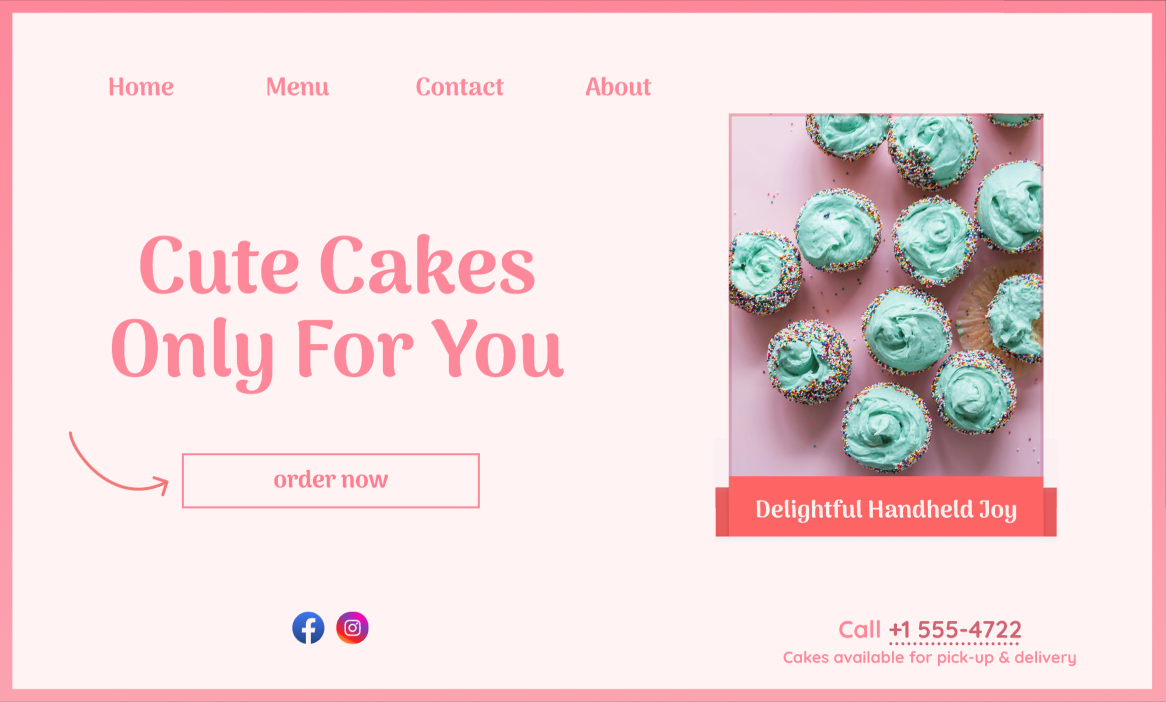 Home Menu Contact About
Cute Cakes
Only For You
order now
Delightful Handheld Joy
Call +1 555-4722
Cakes available for pick-up & delivery